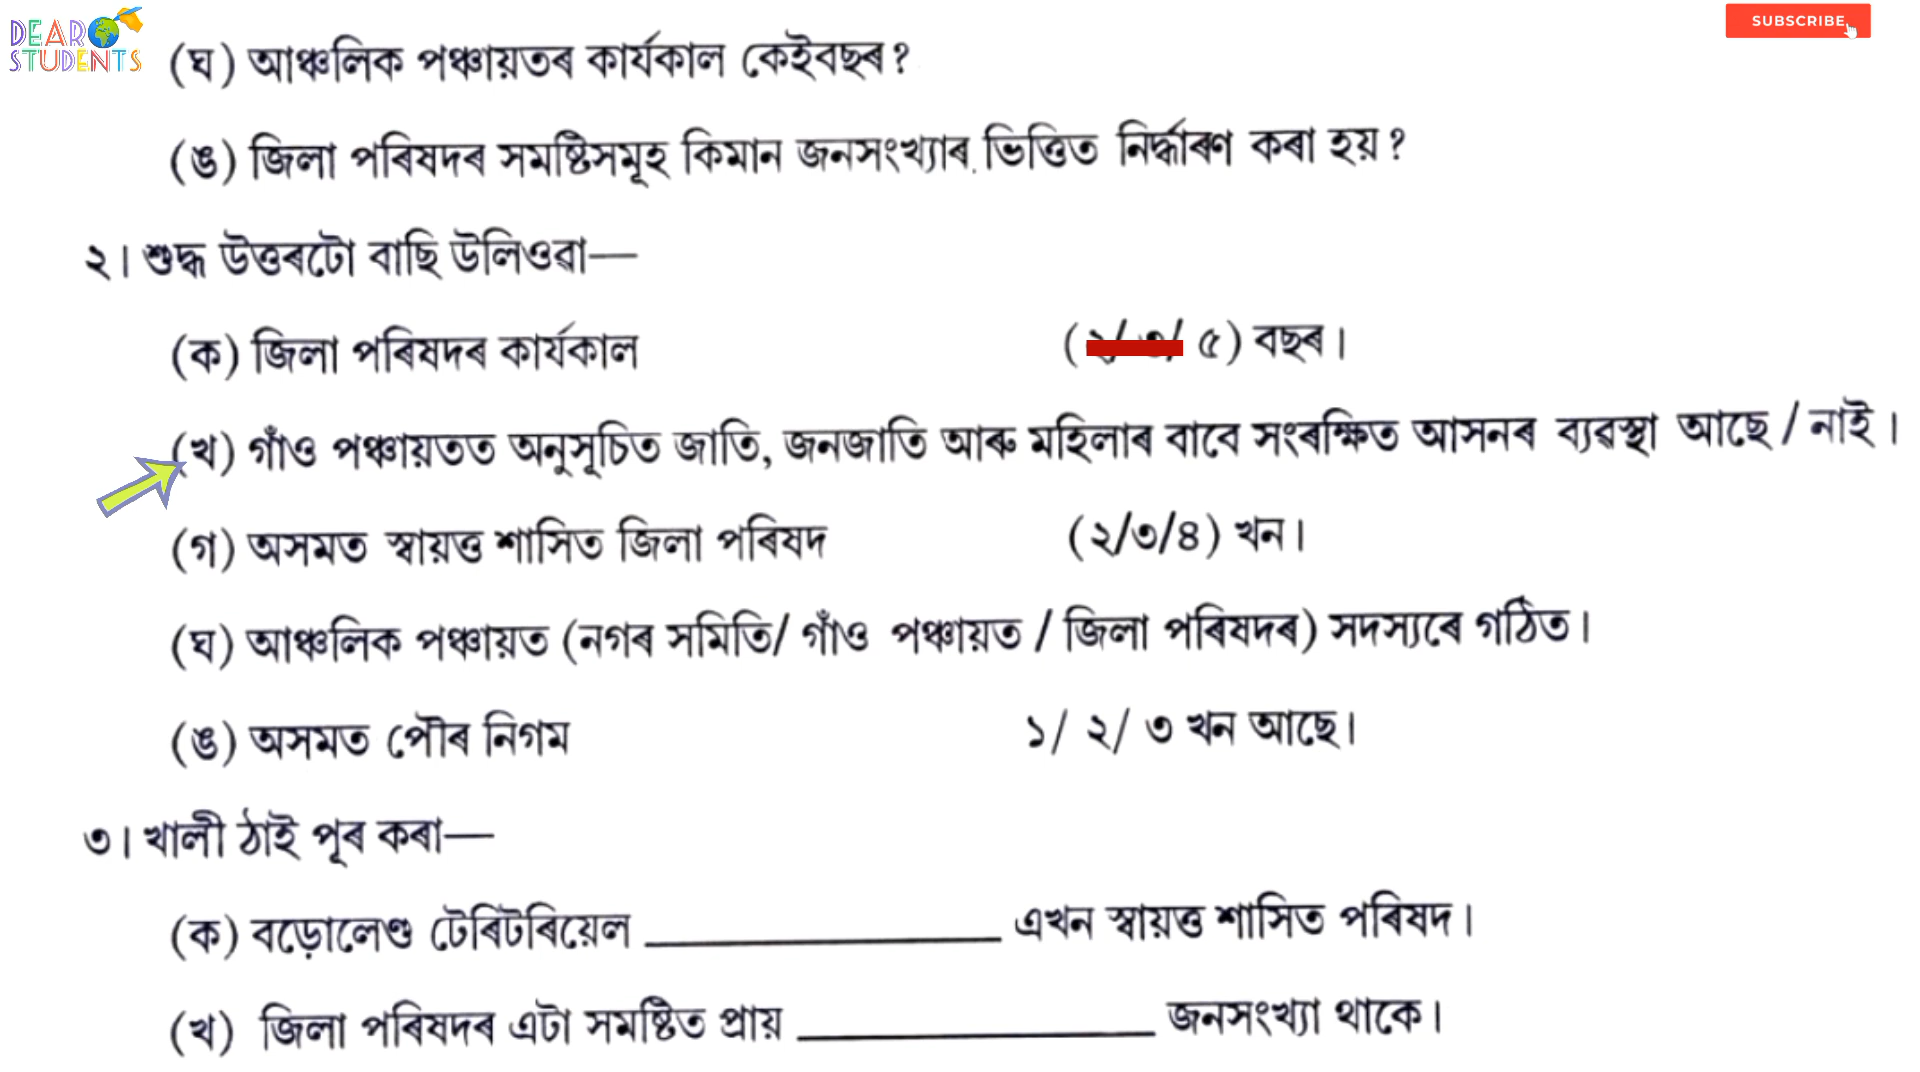 DEAR STUDENTS
SUBSCRIBE
(ঘ) আঞ্চলিক পঞ্চায়তৰ কাৰ্যকাল কেইবছৰ?
(ঙ) জিলা পৰিষদৰ সমষ্টিসমূহ কিমান জনসংখ্যাৰ ভিত্তিত নিৰ্দ্ধাৰণ কৰা হয়?
২। শুদ্ধ উত্তৰটো বাছি উলিওৱা—
(ক) জিলা পৰিষদৰ কাৰ্যকাল (২/ ৩/ ৫) বছৰ।
(খ) গাঁও পঞ্চায়তত অনুসূচিত জাতি, জনজাতি আৰু মহিলাৰ বাবে সংৰক্ষিত আসনৰ ব্যৱস্থা আছে / নাই।
(গ) অসমত স্বায়ত্ত শাসিত জিলা পৰিষদ (২/৩/৪) খন।
(ঘ) আঞ্চলিক পঞ্চায়ত (নগৰ সমিতি/ গাঁও পঞ্চায়ত / জিলা পৰিষদৰ) সদস্যৰে গঠিত।
(ঙ) অসমত পৌৰ নিগম ১/ ২/ ৩ খন আছে।
৩। খালী ঠাই পূৰ কৰা—
(ক) বড়োলেণ্ড টেৰিটৰিয়েল ______ এখন স্বায়ত্ত শাসিত পৰিষদ।
(খ) জিলা পৰিষদৰ এটা সমষ্টিত প্ৰায় ______ জনসংখ্যা থাকে।